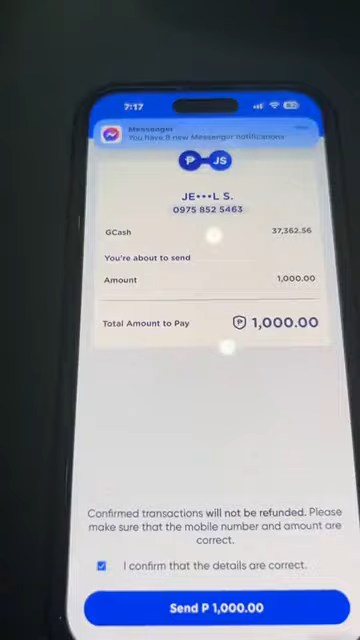 7:17
Messenger
You have 9 new Messenger notifications
P JS
JE•••L S.
0975 852 5463
GCash 37,362.56
You're about to send
Amount 1,000.00
Total Amount to Pay P 1,000.00
Confirmed transactions will not be refunded. Please
make sure that the mobile number and amount are
correct.
I confirm that the details are correct.
Send P 1,000.00